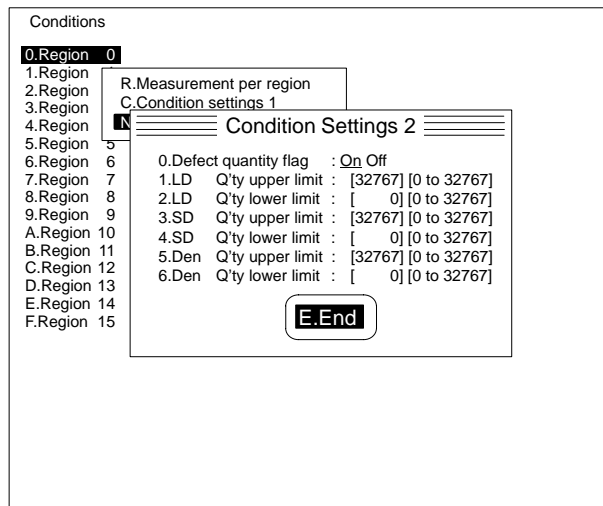 Conditions
0.Region 0
1.Region
2.Region
3.Region
4.Region
5.Region 5
6.Region 6
7.Region 7
8.Region 8
9.Region 9
A.Region 10
B.Region 11
C.Region 12
D.Region 13
E.Region 14
F.Region 15
R.Measurement per region
C.Condition settings 1
N
Condition Settings 2
0.Defect quantity flag : On Off
1.LD Q'ty upper limit : [32767] [0 to 32767]
2.LD Q'ty lower limit : [ 0] [0 to 32767]
3.SD Q'ty upper limit : [32767] [0 to 32767]
4.SD Q'ty lower limit : [ 0] [0 to 32767]
5.Den Q'ty upper limit : [32767] [0 to 32767]
6.Den Q'ty lower limit : [ 0] [0 to 32767]
E.End